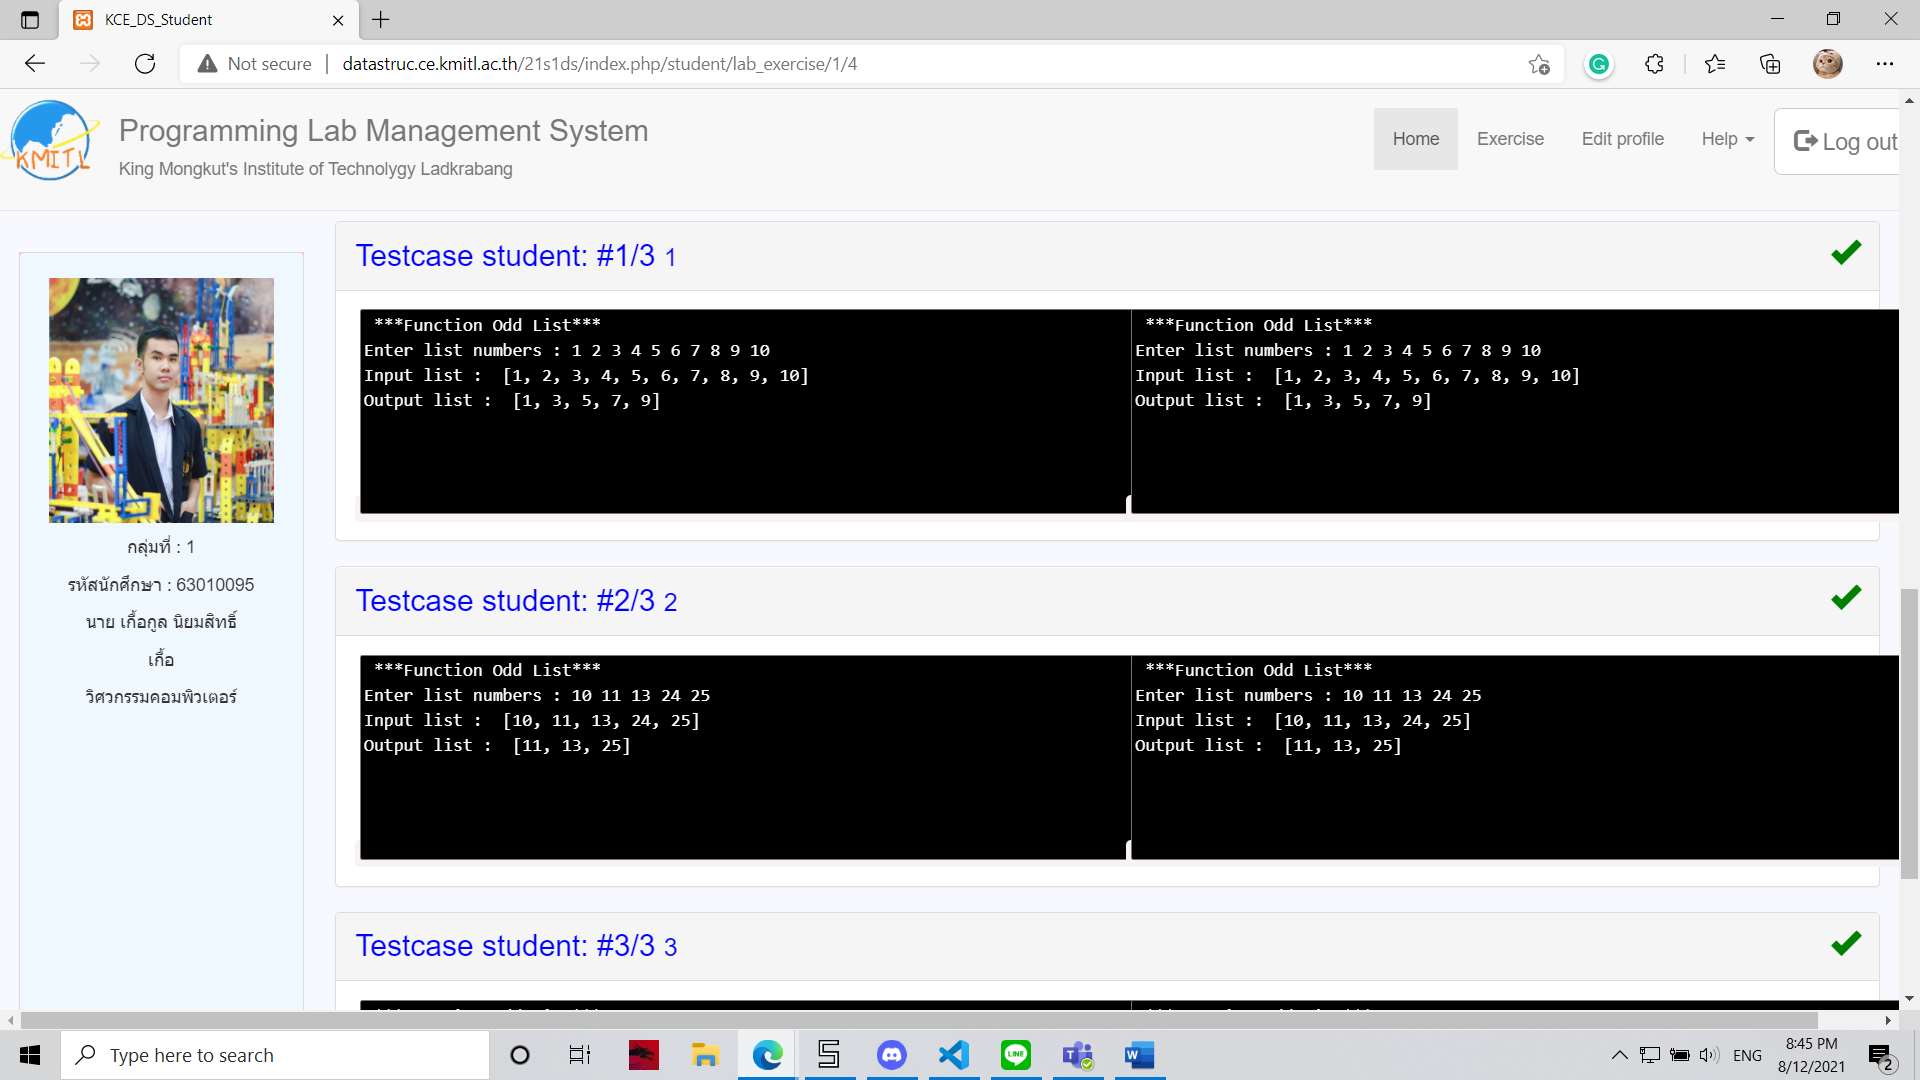 KCE_DS_Student
Not secure
datastruc.ce.kmitl.ac.th/21s1ds/index.php/student/lab_exercise/1/4
KMITL
Programming Lab Management System
King Mongkut's Institute of Technolygy Ladkrabang
Home
Exercise
Edit profile
Help
Log out
กลุ่มที่ : 1
รหัสนักศึกษา : 63010095
นาย เกื้อกูล นิยมสิทธิ์
เกื้อ
วิศวกรรมคอมพิวเตอร์
Testcase student: #1/3 1
***Function Odd List***
Enter list numbers : 1 2 3 4 5 6 7 8 9 10
Input list :  [1, 2, 3, 4, 5, 6, 7, 8, 9, 10]
Output list :  [1, 3, 5, 7, 9]
***Function Odd List***
Enter list numbers : 1 2 3 4 5 6 7 8 9 10
Input list :  [1, 2, 3, 4, 5, 6, 7, 8, 9, 10]
Output list :  [1, 3, 5, 7, 9]
Testcase student: #2/3 2
***Function Odd List***
Enter list numbers : 10 11 13 24 25
Input list :  [10, 11, 13, 24, 25]
Output list :  [11, 13, 25]
***Function Odd List***
Enter list numbers : 10 11 13 24 25
Input list :  [10, 11, 13, 24, 25]
Output list :  [11, 13, 25]
Testcase student: #3/3 3
Type here to search
ENG
8:45 PM
8/12/2021
2